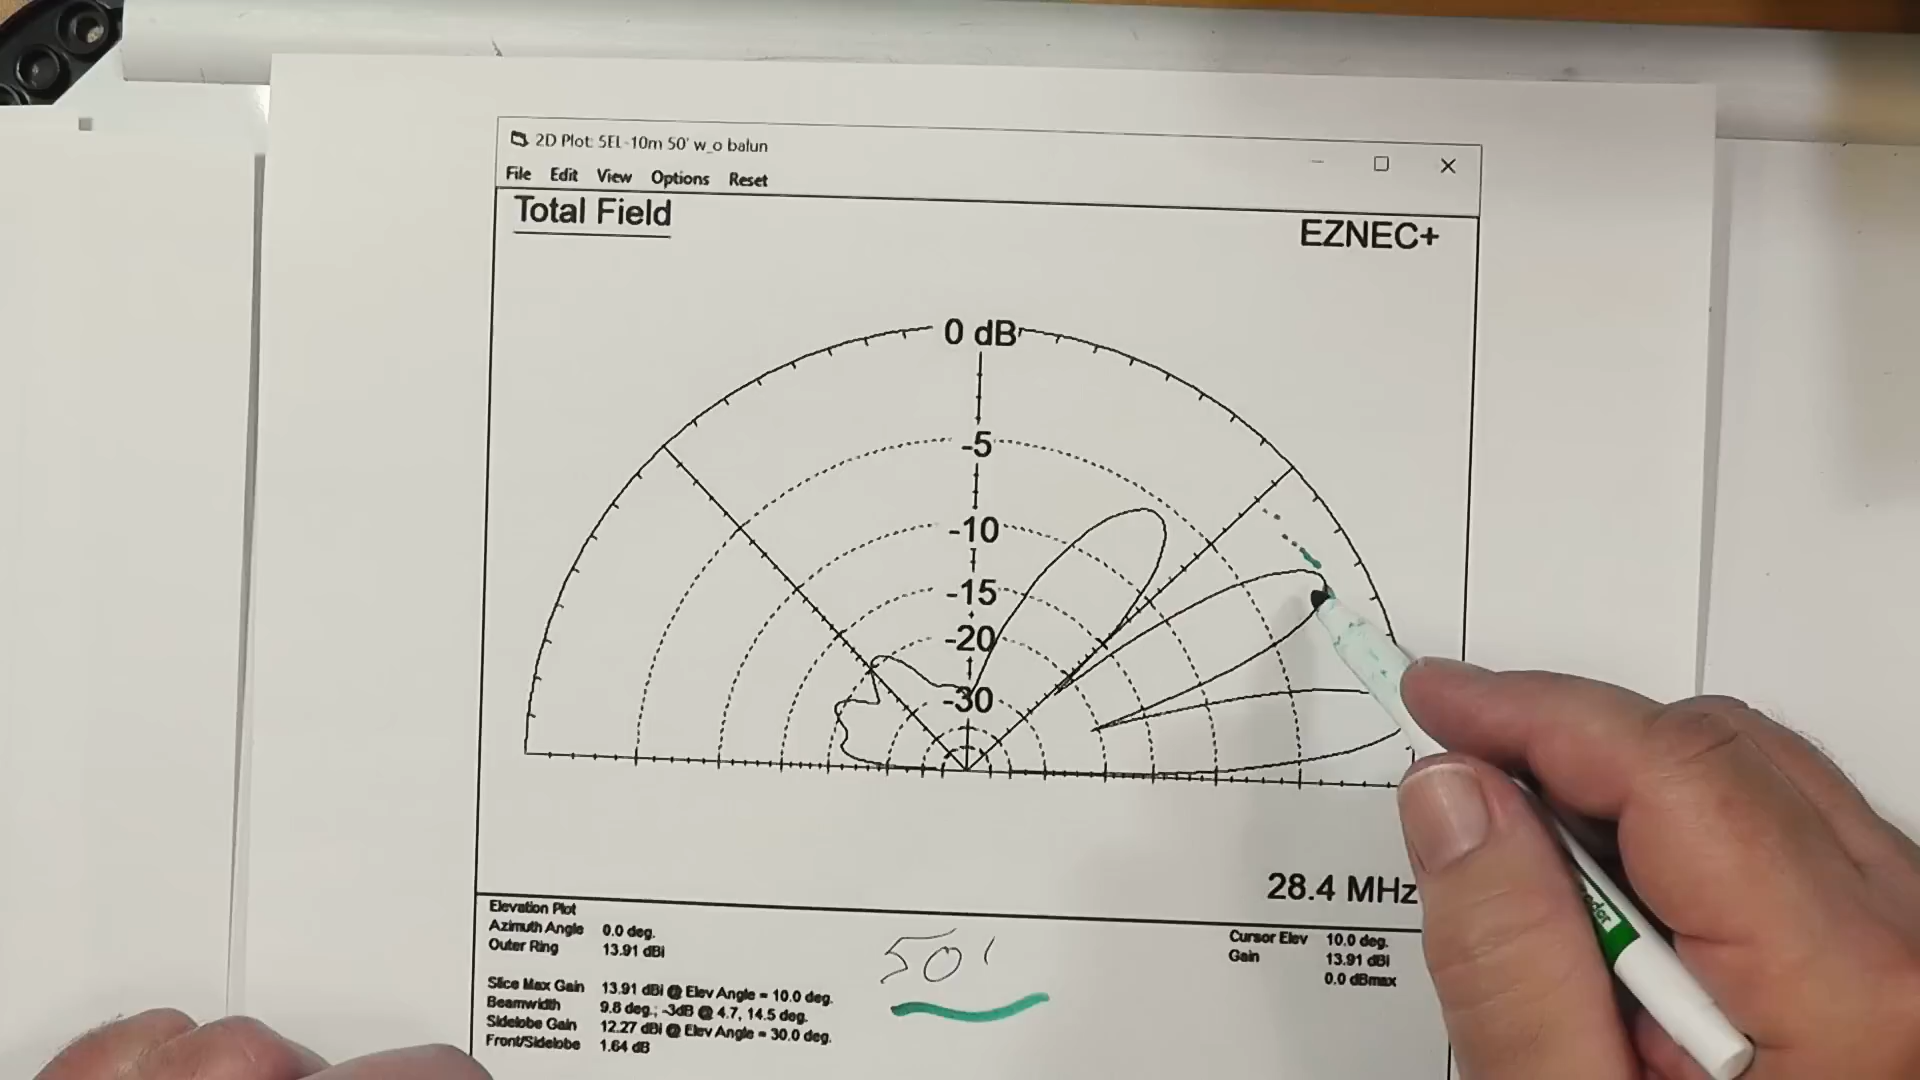 2D Plot: 5EL-10m 50' w_o balun
File Edit View Options Reset
Total Field
EZNEC+
0 dB
-5
-10
-15
-20
-30
28.4 MHz
Elevation Plot
Azimuth Angle 0.0 deg.
Outer Ring 13.91 dBi
Slice Max Gain 13.91 dBi @ Elev Angle = 10.0 deg.
Beamwidth 9.8 deg.; -3dB @ 4.7, 14.5 deg.
Sidelobe Gain 12.27 dBi @ Elev Angle = 30.0 deg.
Front/Sidelobe 1.64 dB
50'
Cursor Elev 10.0 deg.
Gain 13.91 dBi
0.0 dBmax